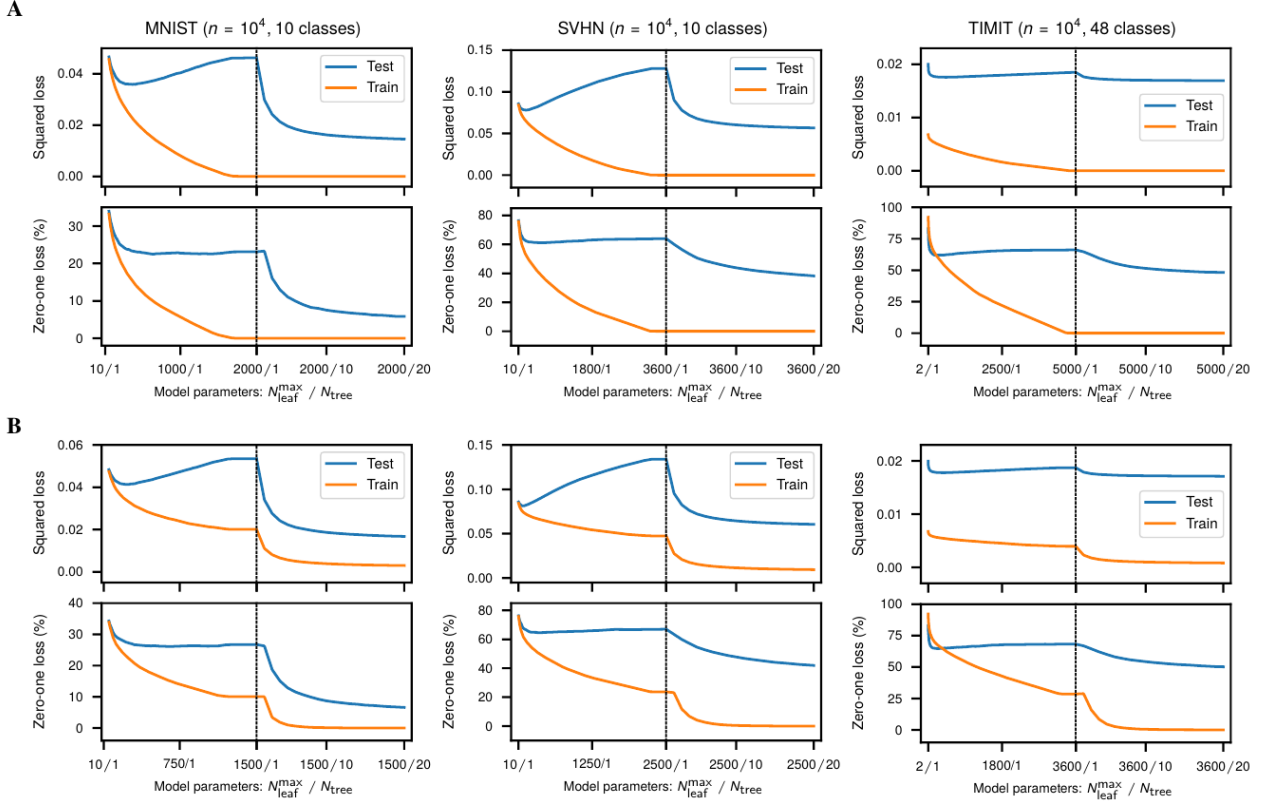 A
MNIST (n = 10⁴, 10 classes)
SVHN (n = 10⁴, 10 classes)
TIMIT (n = 10⁴, 48 classes)
Squared loss
0.04
0.02
0.00
Test
Train
Squared loss
0.15
0.10
0.05
0.00
Test
Train
Squared loss
0.02
0.01
0.00
Test
Train
Zero-one loss (%)
30
20
10
0
10/1 1000/1 2000/1 2000/10 2000/20
Model parameters: N_leaf^max / N_tree
Zero-one loss (%)
80
60
40
20
0
10/1 1800/1 3600/1 3600/10 3600/20
Model parameters: N_leaf^max / N_tree
Zero-one loss (%)
100
75
50
25
0
2/1 2500/1 5000/1 5000/10 5000/20
Model parameters: N_leaf^max / N_tree
B
Squared loss
0.06
0.04
0.02
0.00
Test
Train
Squared loss
0.15
0.10
0.05
0.00
Test
Train
Squared loss
0.02
0.01
0.00
Test
Train
Zero-one loss (%)
40
30
20
10
0
10/1 750/1 1500/1 1500/10 1500/20
Model parameters: N_leaf^max / N_tree
Zero-one loss (%)
80
60
40
20
0
10/1 1250/1 2500/1 2500/10 2500/20
Model parameters: N_leaf^max / N_tree
Zero-one loss (%)
100
75
50
25
0
2/1 1800/1 3600/1 3600/10 3600/20
Model parameters: N_leaf^max / N_tree